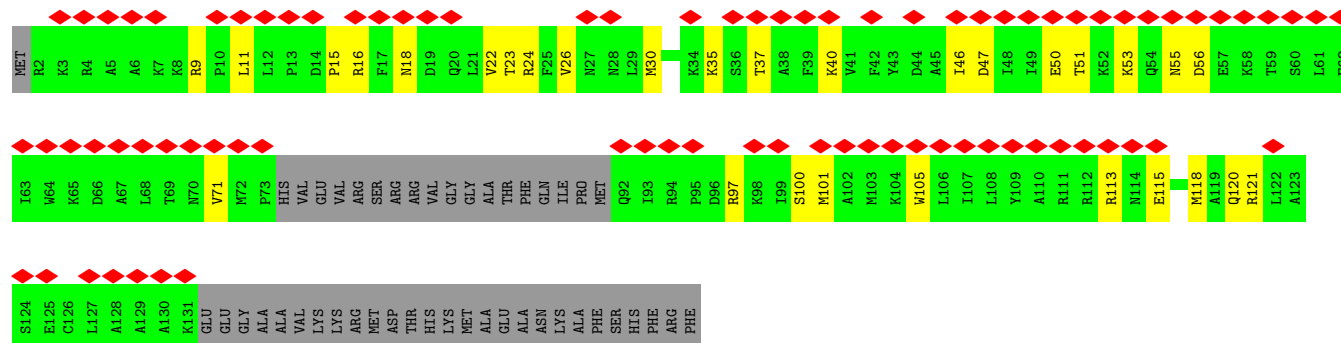 MET R2 K3 R4 A5 A6 K7 K8 R9 P10 L11 L12 P13 D14 P15 R16 F17 N18 D19 Q20 L21 V22 T23 R24 F25 V26 N27 N28 L29 M30 K34 K35 S36 T37 A38 F39 K40 V41 F42 Y43 D44 A45 I46 D47 I48 I49 E50 T51 K52 K53 Q54 N55 D56 E57 K58 T59 S60 L61
I63 W64 K65 D66 A67 L68 T69 N70 V71 M72 P73 HIS VAL GLU VAL ARG SER ARG ARG VAL GLY GLY ALA THR PHE GLN ILE PRO MET Q92 I93 R94 P95 D96 R97 K98 I99 S100 M101 A102 M103 K104 W105 L106 I107 L108 Y109 A110 R111 R112 R113 N114 E115 M118 A119 Q120 R121 L122 A123
S124 E125 C126 L127 A128 A129 A130 K131 GLU GLU GLY ALA ALA VAL LYS LYS ARG MET ASP THR HIS LYS MET ALA GLU ALA ASN LYS ALA PHE SER HIS PHE ARG PHE